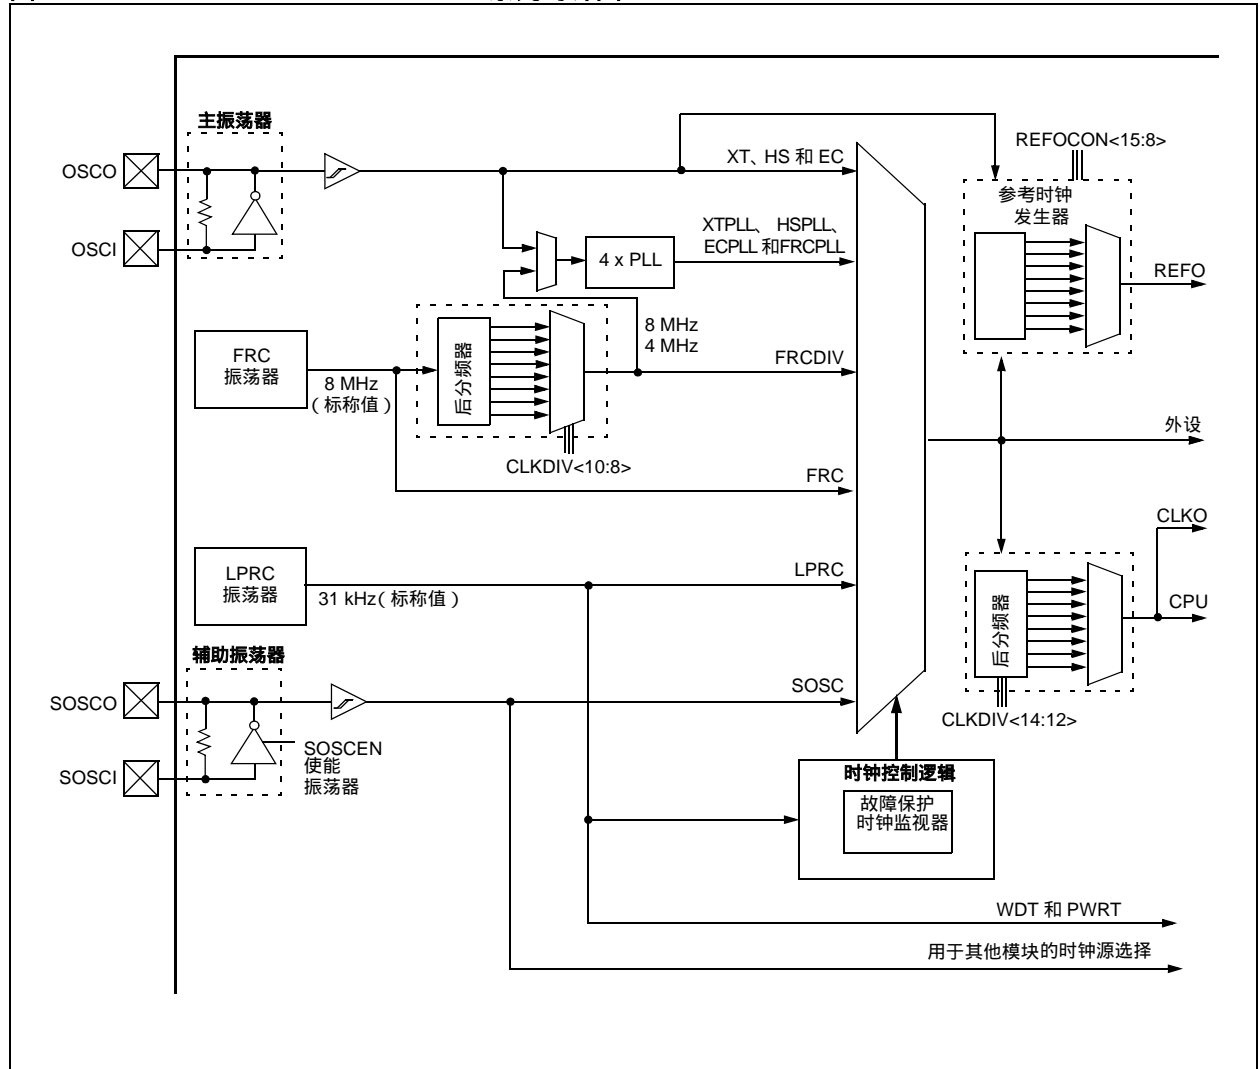 主振荡器
OSCO
OSCI
XT、HS 和 EC
REFOCON<15:8>
参考时钟
发生器
REFO
XTPLL、 HSPLL、
ECPLL 和FRCPLL
4 x PLL
8 MHz
4 MHz
FRC
振荡器
8 MHz
（标称值）
后分频器
FRCDIV
CLKDIV<10:8>
外设
FRC
CLKO
LPRC
振荡器
31 kHz（标称值）
LPRC
后分频器
CPU
CLKDIV<14:12>
辅助振荡器
SOSCO
SOSCI
SOSC
SOSCEN
使能
振荡器
时钟控制逻辑
故障保护
时钟监视器
WDT 和 PWRT
用于其他模块的时钟源选择